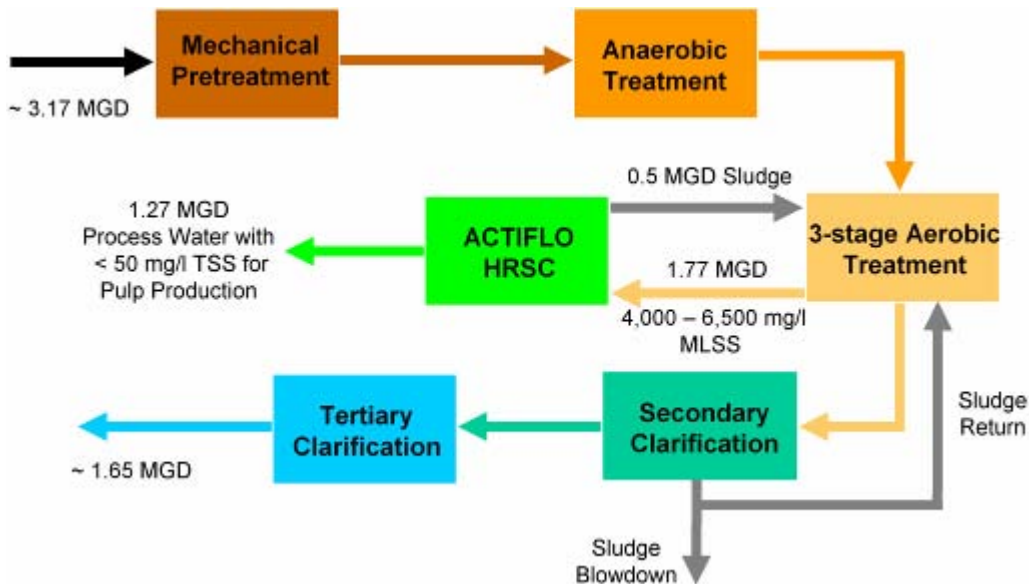 Mechanical
Pretreatment
Anaerobic
Treatment
~ 3.17 MGD
0.5 MGD Sludge
1.27 MGD
Process Water with
< 50 mg/l TSS for
Pulp Production
ACTIFLO
HRSC
3-stage Aerobic
Treatment
1.77 MGD
4,000 – 6,500 mg/l
MLSS
Tertiary
Clarification
Secondary
Clarification
Sludge
Return
~ 1.65 MGD
Sludge
Blowdown